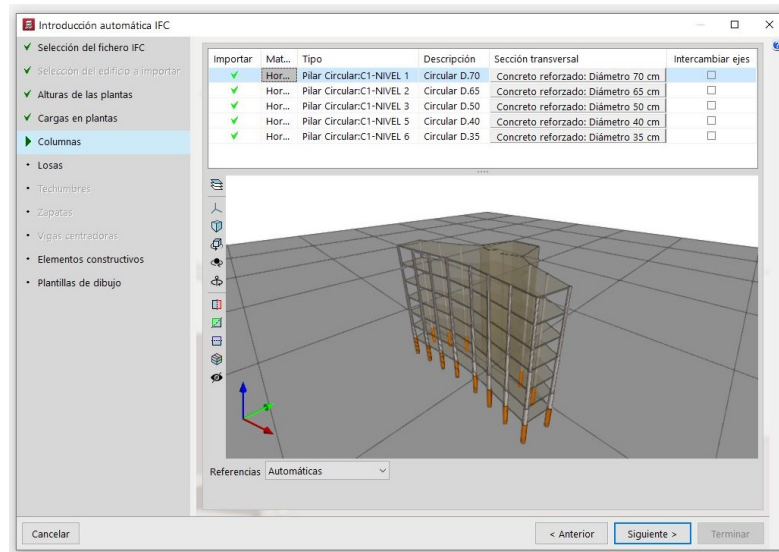 Introducción automática IFC
Selección del fichero IFC
Selección del edificio a importar
Alturas de las plantas
Cargas en plantas
Columnas
Losas
Techumbres
Zapatas
Vigas centradoras
Elementos constructivos
Plantillas de dibujo
Importar Mat... Tipo Descripción Sección transversal Intercambiar ejes
Hor... Pilar Circular:C1-NIVEL 1 Circular D.70 Concreto reforzado: Diámetro 70 cm
Hor... Pilar Circular:C1-NIVEL 2 Circular D.65 Concreto reforzado: Diámetro 65 cm
Hor... Pilar Circular:C1-NIVEL 3 Circular D.50 Concreto reforzado: Diámetro 50 cm
Hor... Pilar Circular:C1-NIVEL 5 Circular D.40 Concreto reforzado: Diámetro 40 cm
Hor... Pilar Circular:C1-NIVEL 6 Circular D.35 Concreto reforzado: Diámetro 35 cm
Referencias Automáticas
Cancelar < Anterior Siguiente > Terminar